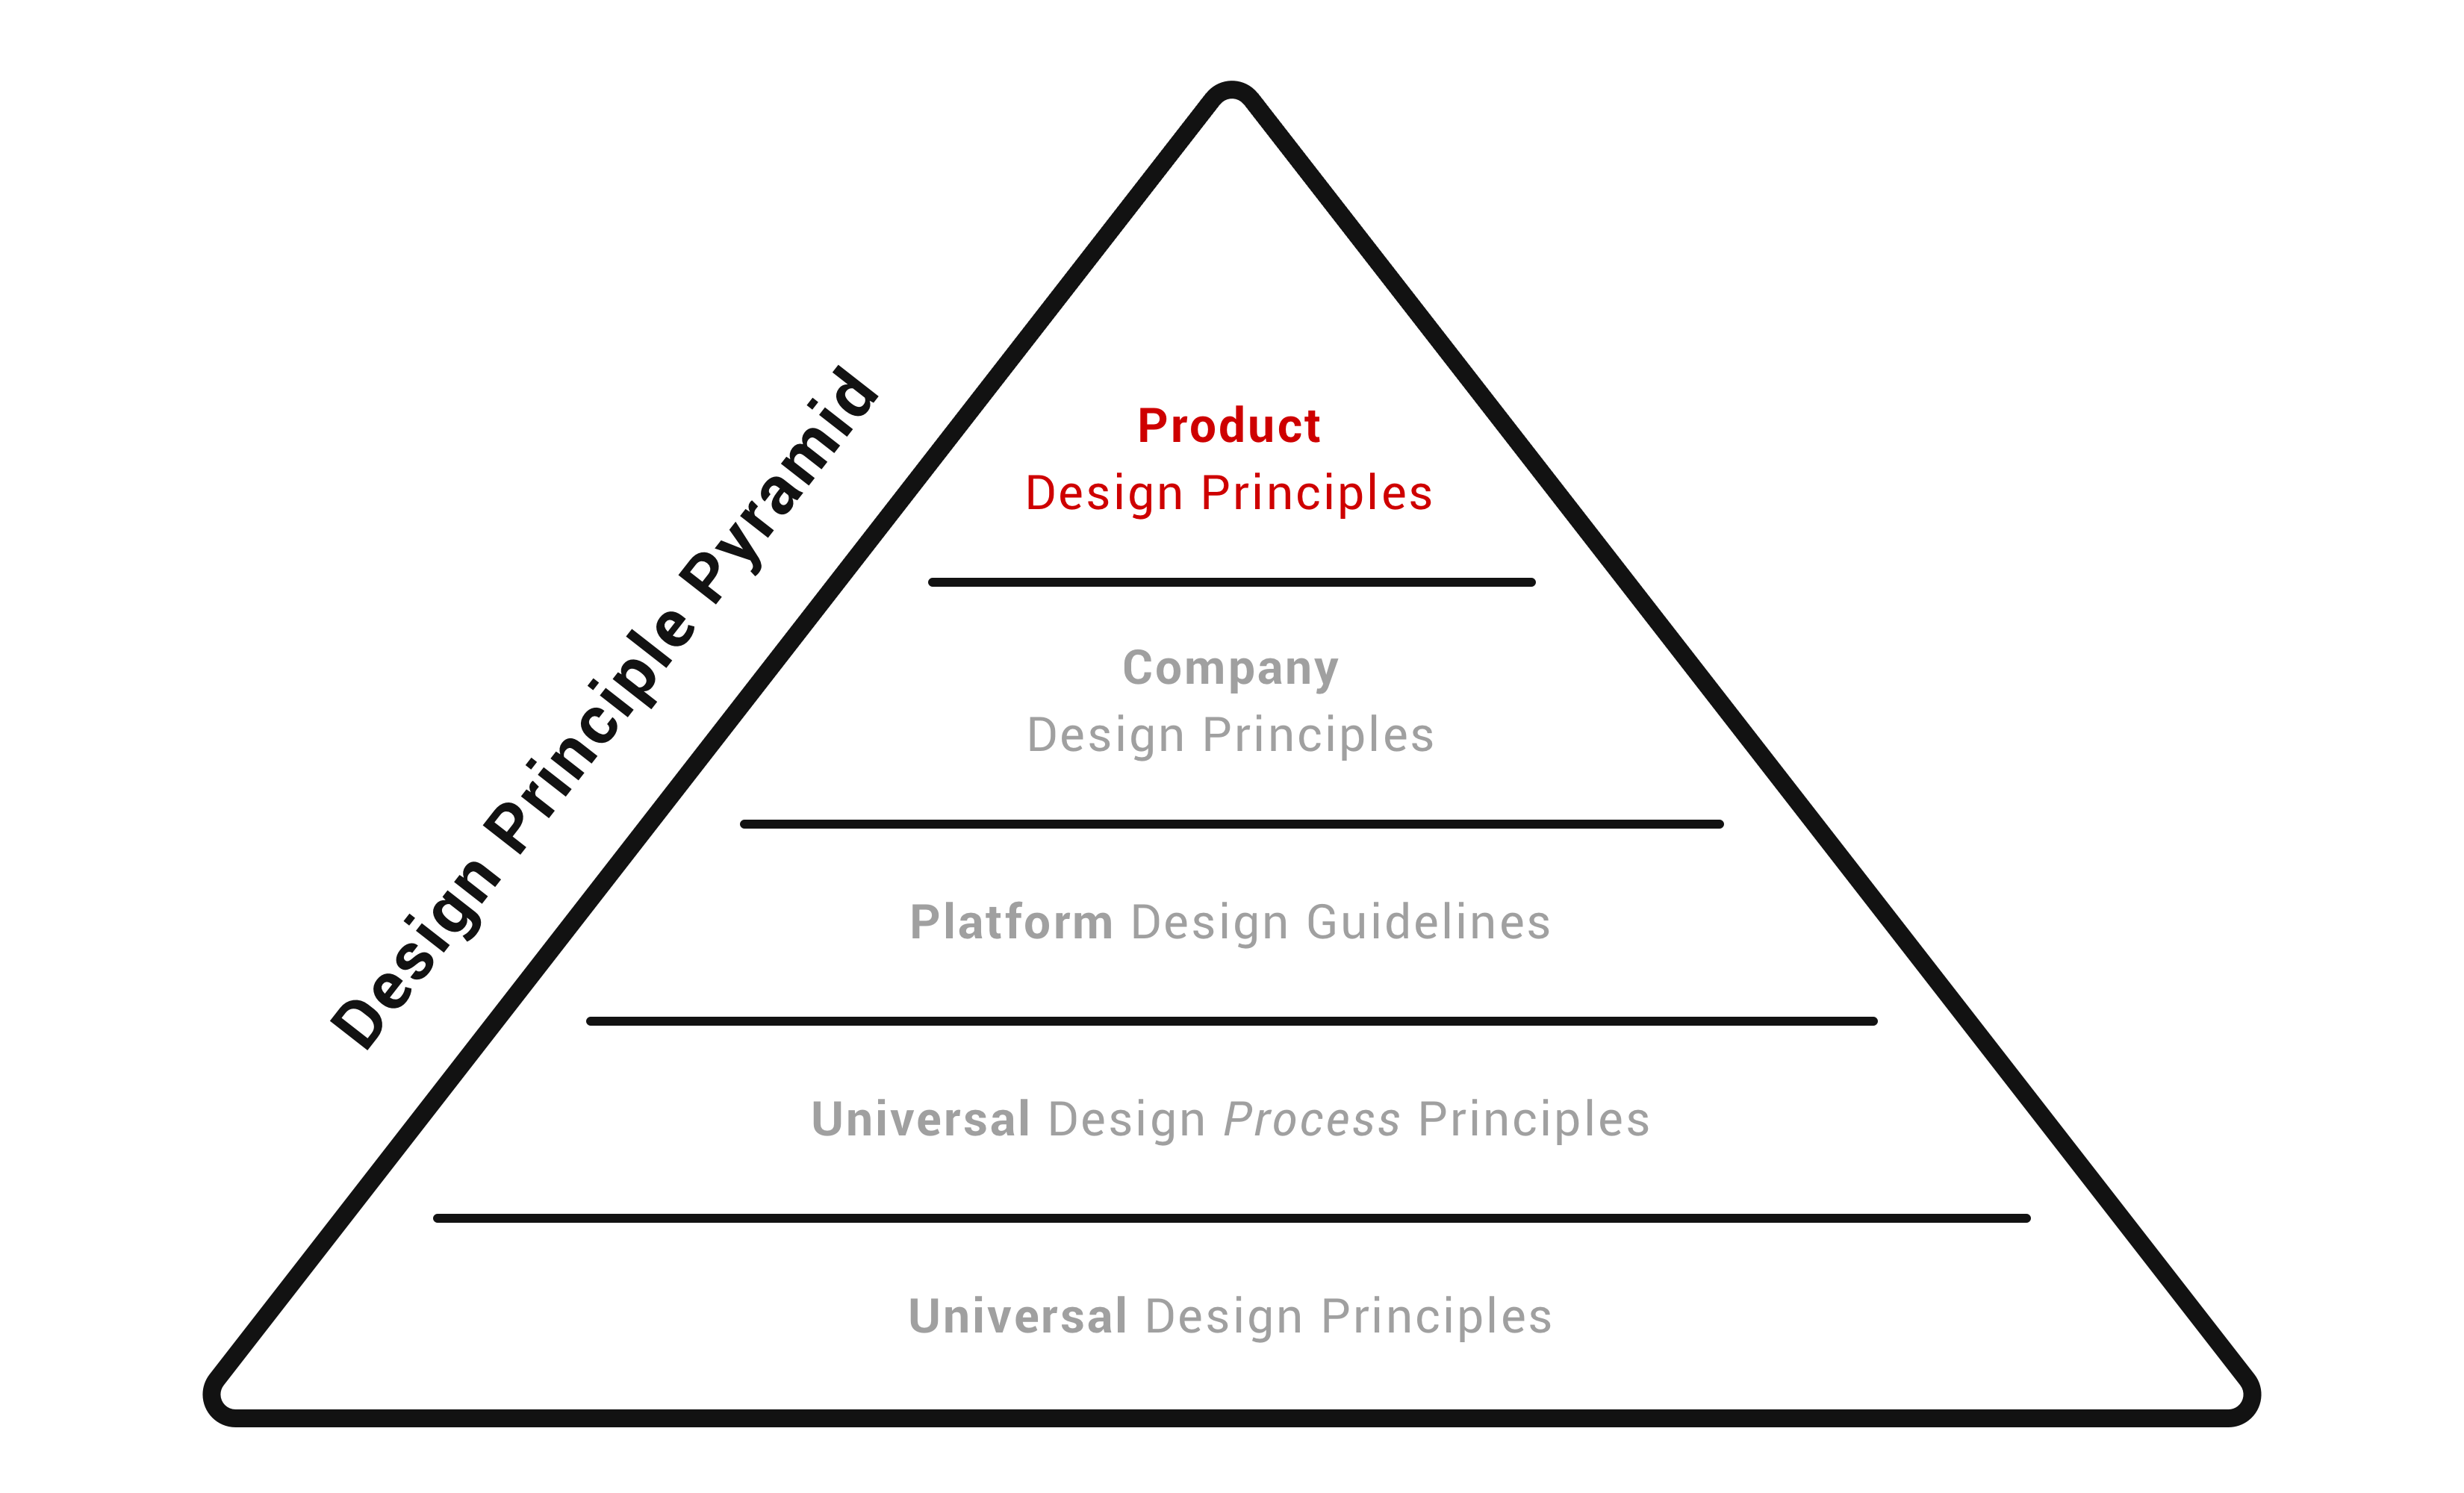 Design Principle Pyramid
Product
Design Principles
Company
Design Principles
Platform Design Guidelines
Universal Design Process Principles
Universal Design Principles